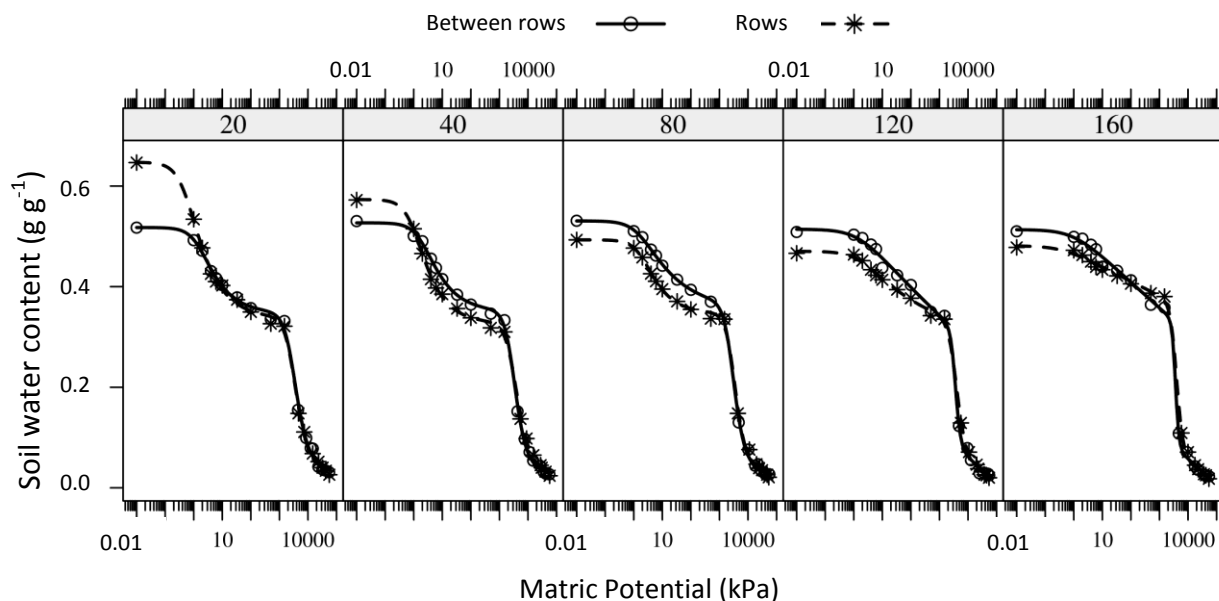 Between rows Rows
0.01 10 10000 0.01 10 10000
20 40 80 120 160
0.6
0.4
0.2
0.0
Soil water content (g g⁻¹)
0.01 10 10000 0.01 10 10000 0.01 10 10000
Matric Potential (kPa)